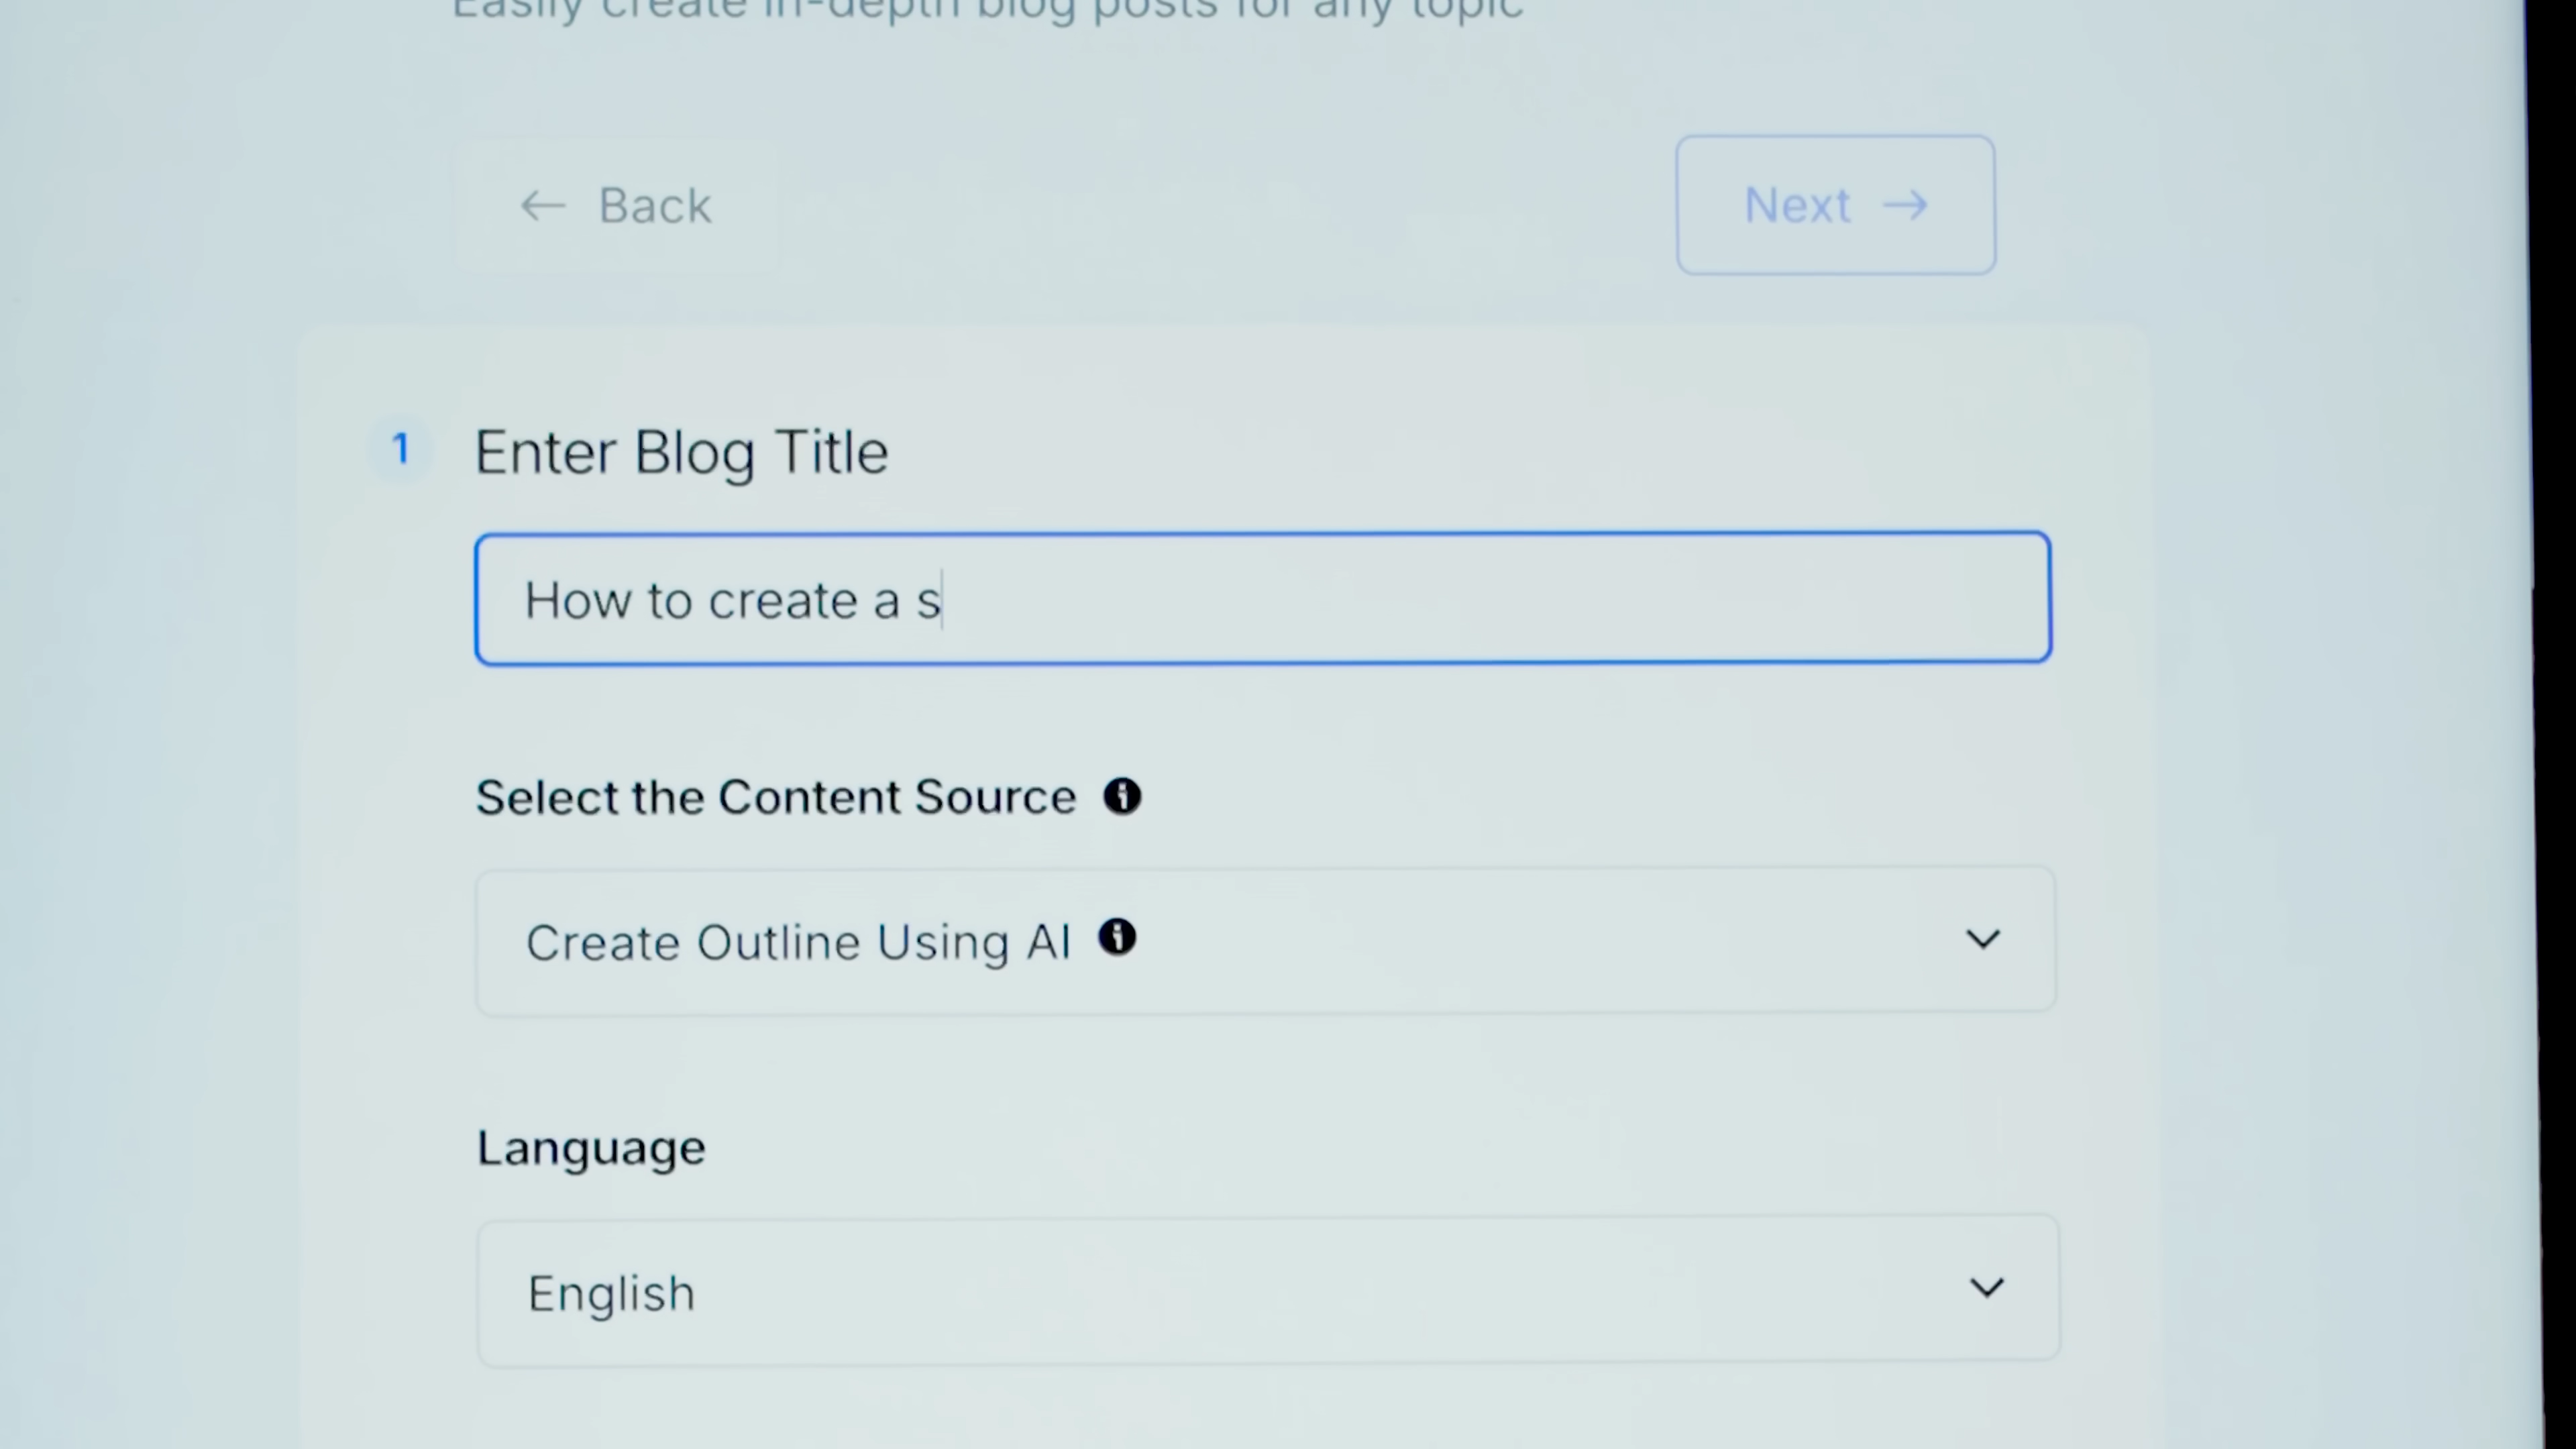 Easily create in-depth blog posts for any topic
← Back
Next →
1 Enter Blog Title
How to create a s
Select the Content Source
Create Outline Using AI
Language
English